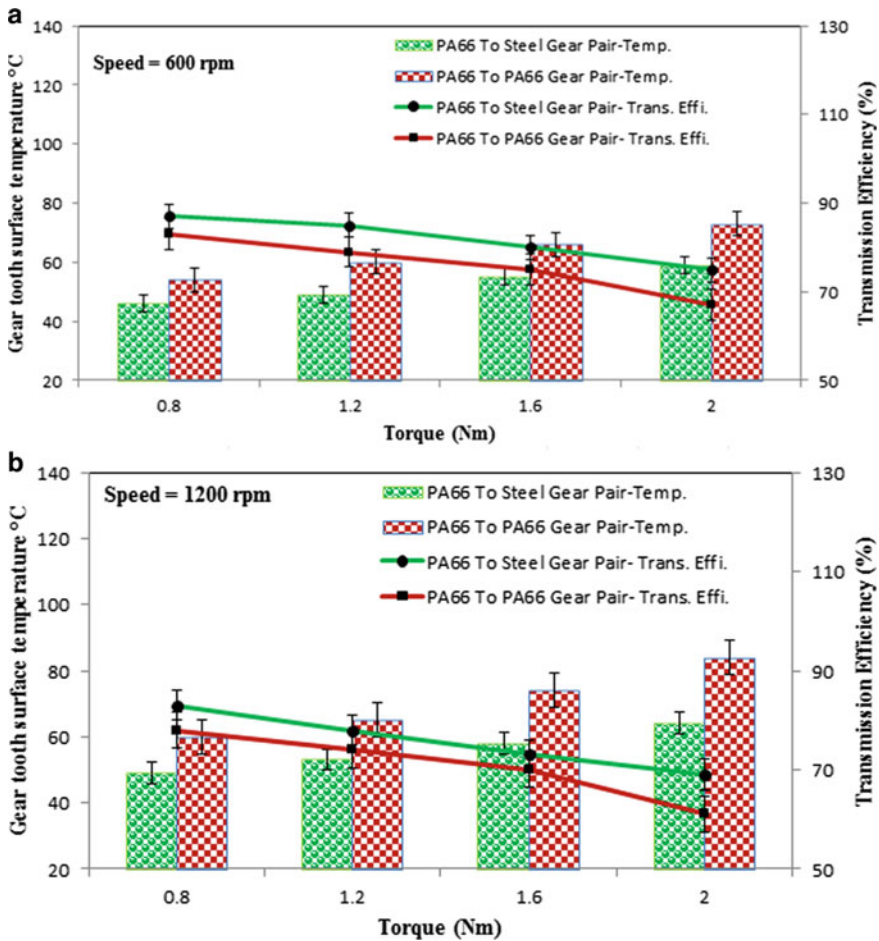 a
Gear tooth surface temperature °C
140
120
100
80
60
40
20
Speed = 600 rpm
PA66 To Steel Gear Pair-Temp.
PA66 To PA66 Gear Pair-Temp.
PA66 To Steel Gear Pair- Trans. Effi.
PA66 To PA66 Gear Pair- Trans. Effi.
130
110
90
70
50
Transmission Efficiency (%)
0.8 1.2 1.6 2
Torque (Nm)
b
Gear tooth surface temperature °C
140
120
100
80
60
40
20
Speed = 1200 rpm
PA66 To Steel Gear Pair-Temp.
PA66 To PA66 Gear Pair-Temp.
PA66 To Steel Gear Pair- Trans. Effi.
PA66 To PA66 Gear Pair- Trans. Effi.
130
110
90
70
50
Transmission Efficiency (%)
0.8 1.2 1.6 2
Torque (Nm)